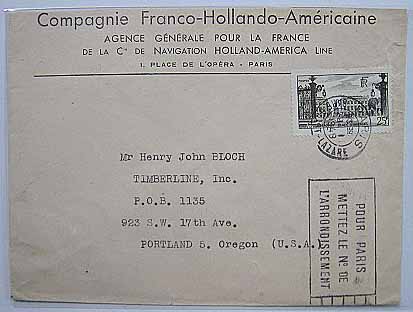 Compagnie Franco-Hollando-Américaine
AGENCE GÉNÉRALE POUR LA FRANCE
DE LA Cie DE NAVIGATION HOLLAND-AMERICA LINE
1, PLACE DE L'OPÉRA - PARIS
RF
25F
LAZARE
Mr Henry John BLOCH
TIMBERLINE, Inc.
P.O.B. 1135
923 S.W. 17th Ave.
PORTLAND 5. Oregon (U.S.A.)
POUR PARIS
METTEZ LE N° DE
L'ARRONDISSEMENT